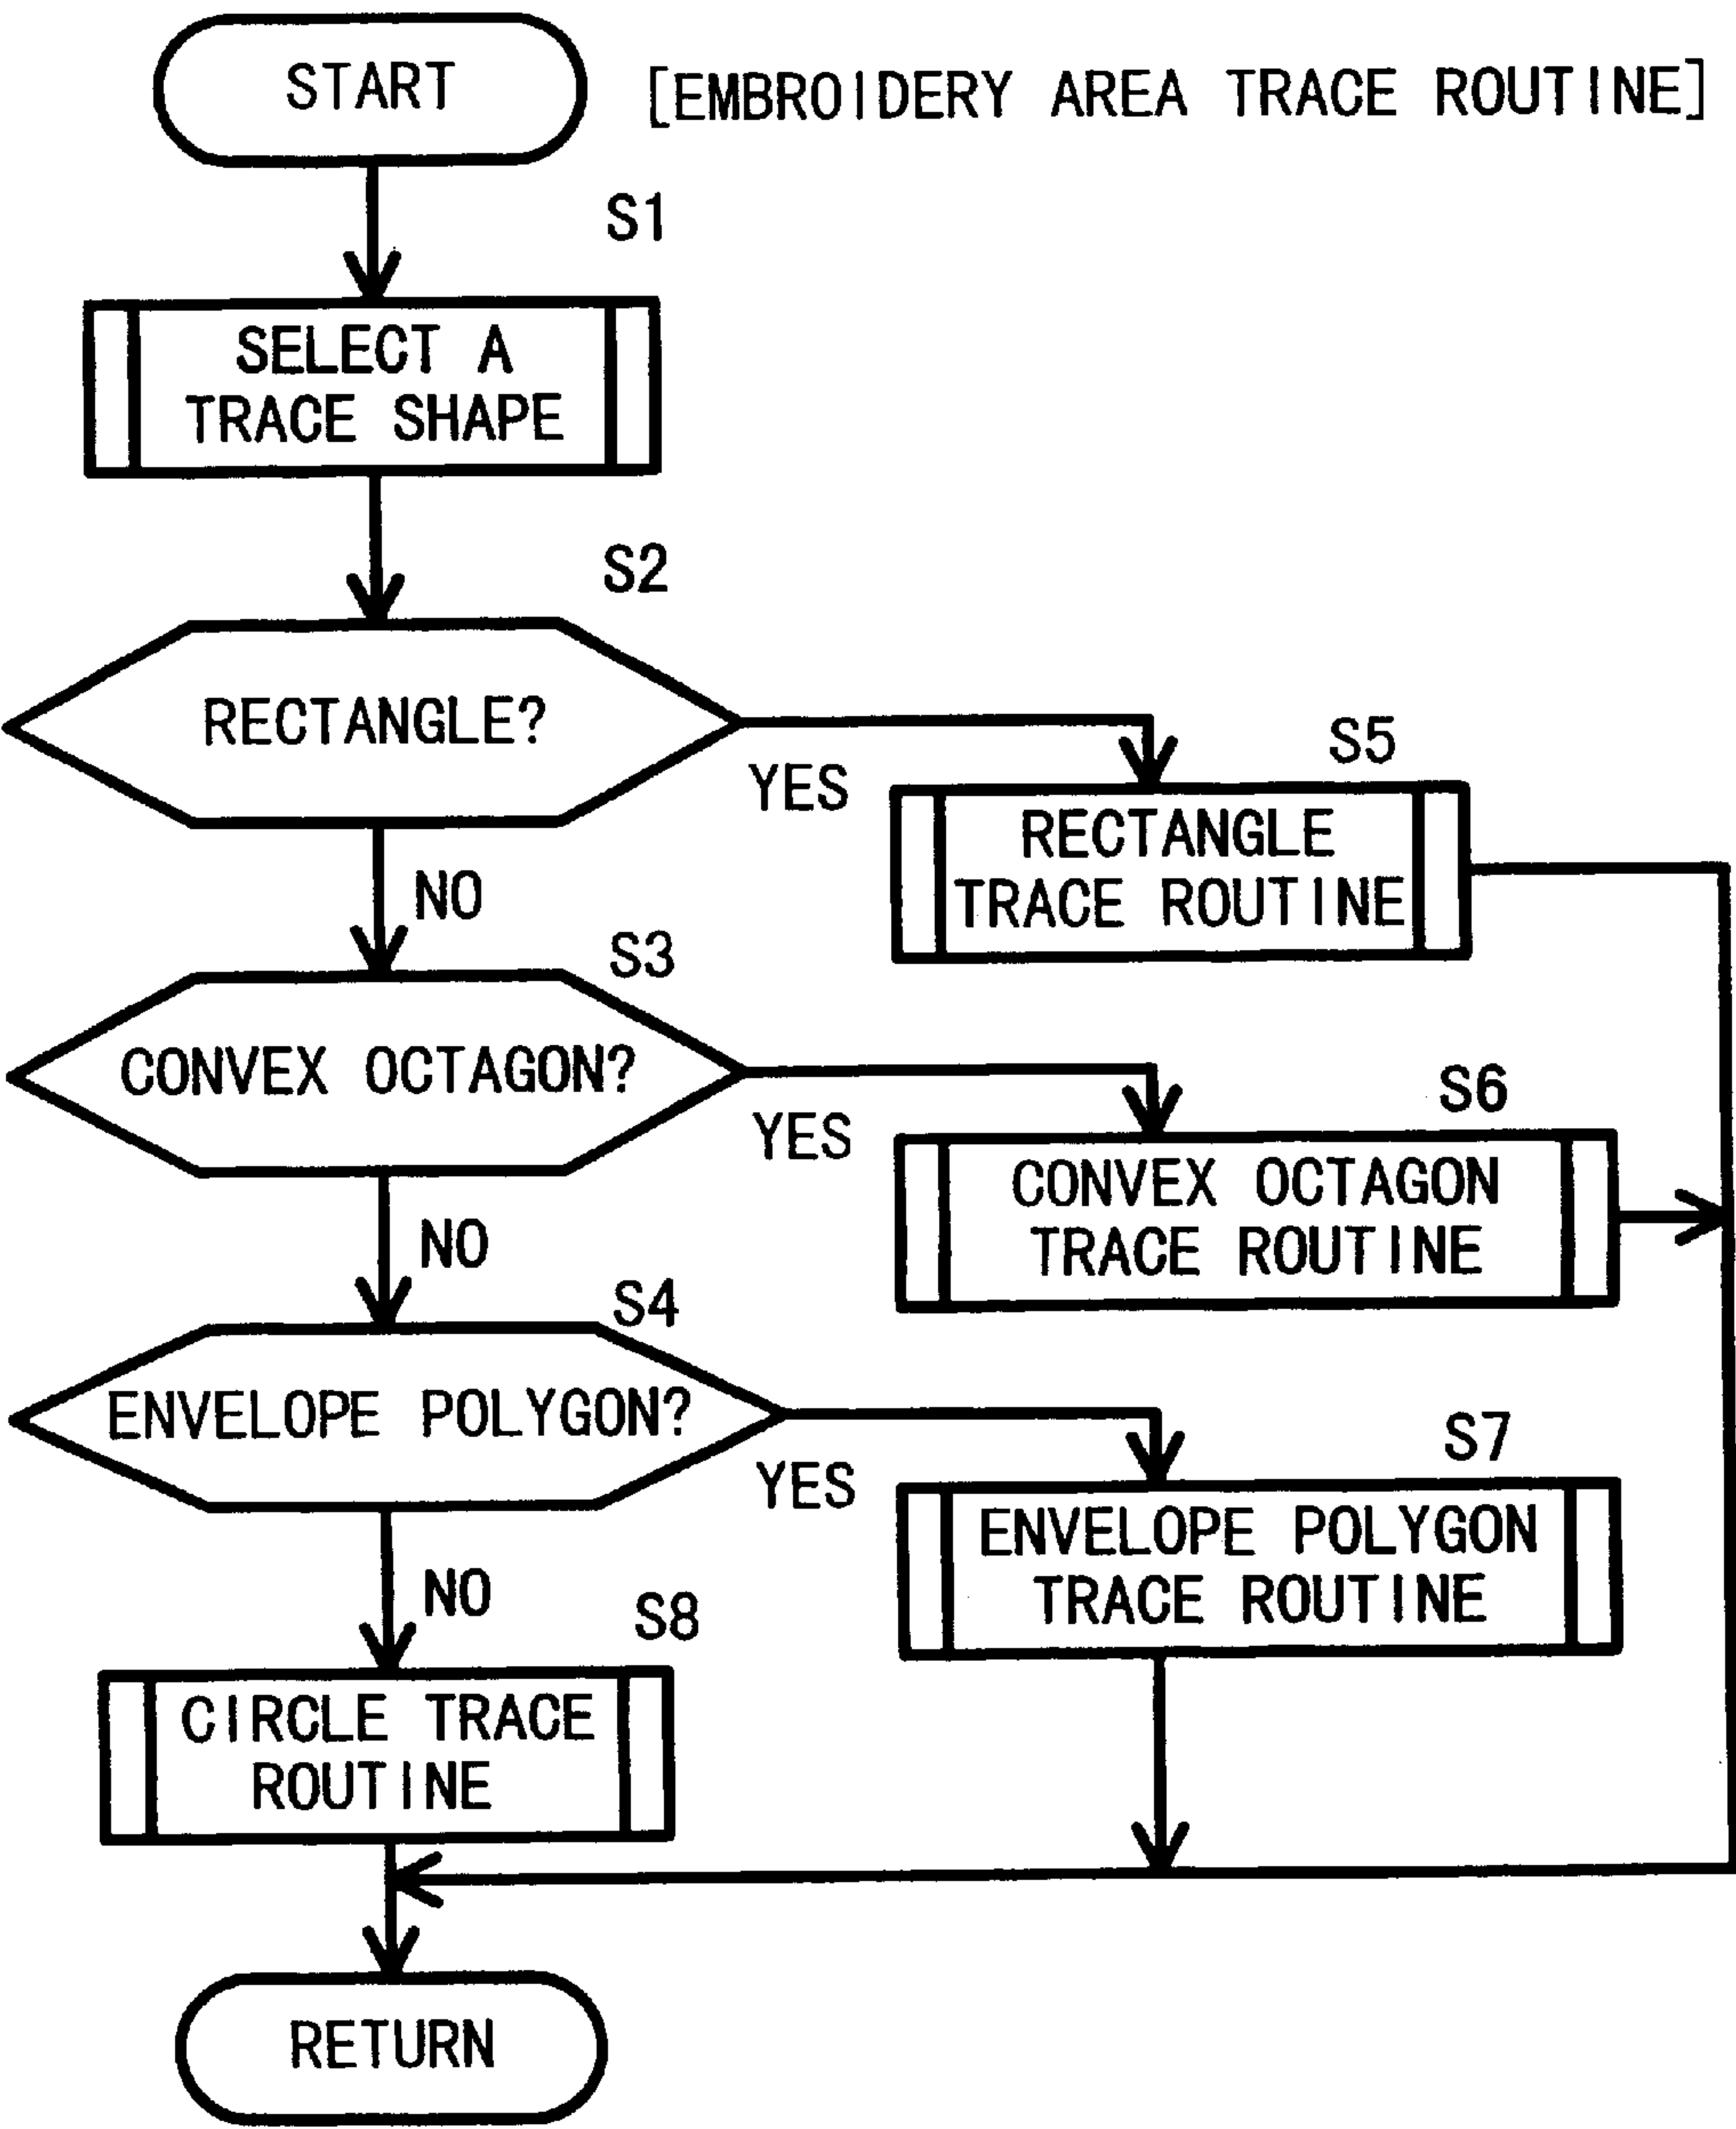 START
[EMBROIDERY AREA TRACE ROUTINE]
S1
SELECT A
TRACE SHAPE
S2
RECTANGLE?
YES
S5
RECTANGLE
TRACE ROUTINE
NO
S3
CONVEX OCTAGON?
YES
S6
CONVEX OCTAGON
TRACE ROUTINE
NO
S4
ENVELOPE POLYGON?
YES
S7
ENVELOPE POLYGON
TRACE ROUTINE
NO
S8
CIRCLE TRACE
ROUTINE
RETURN